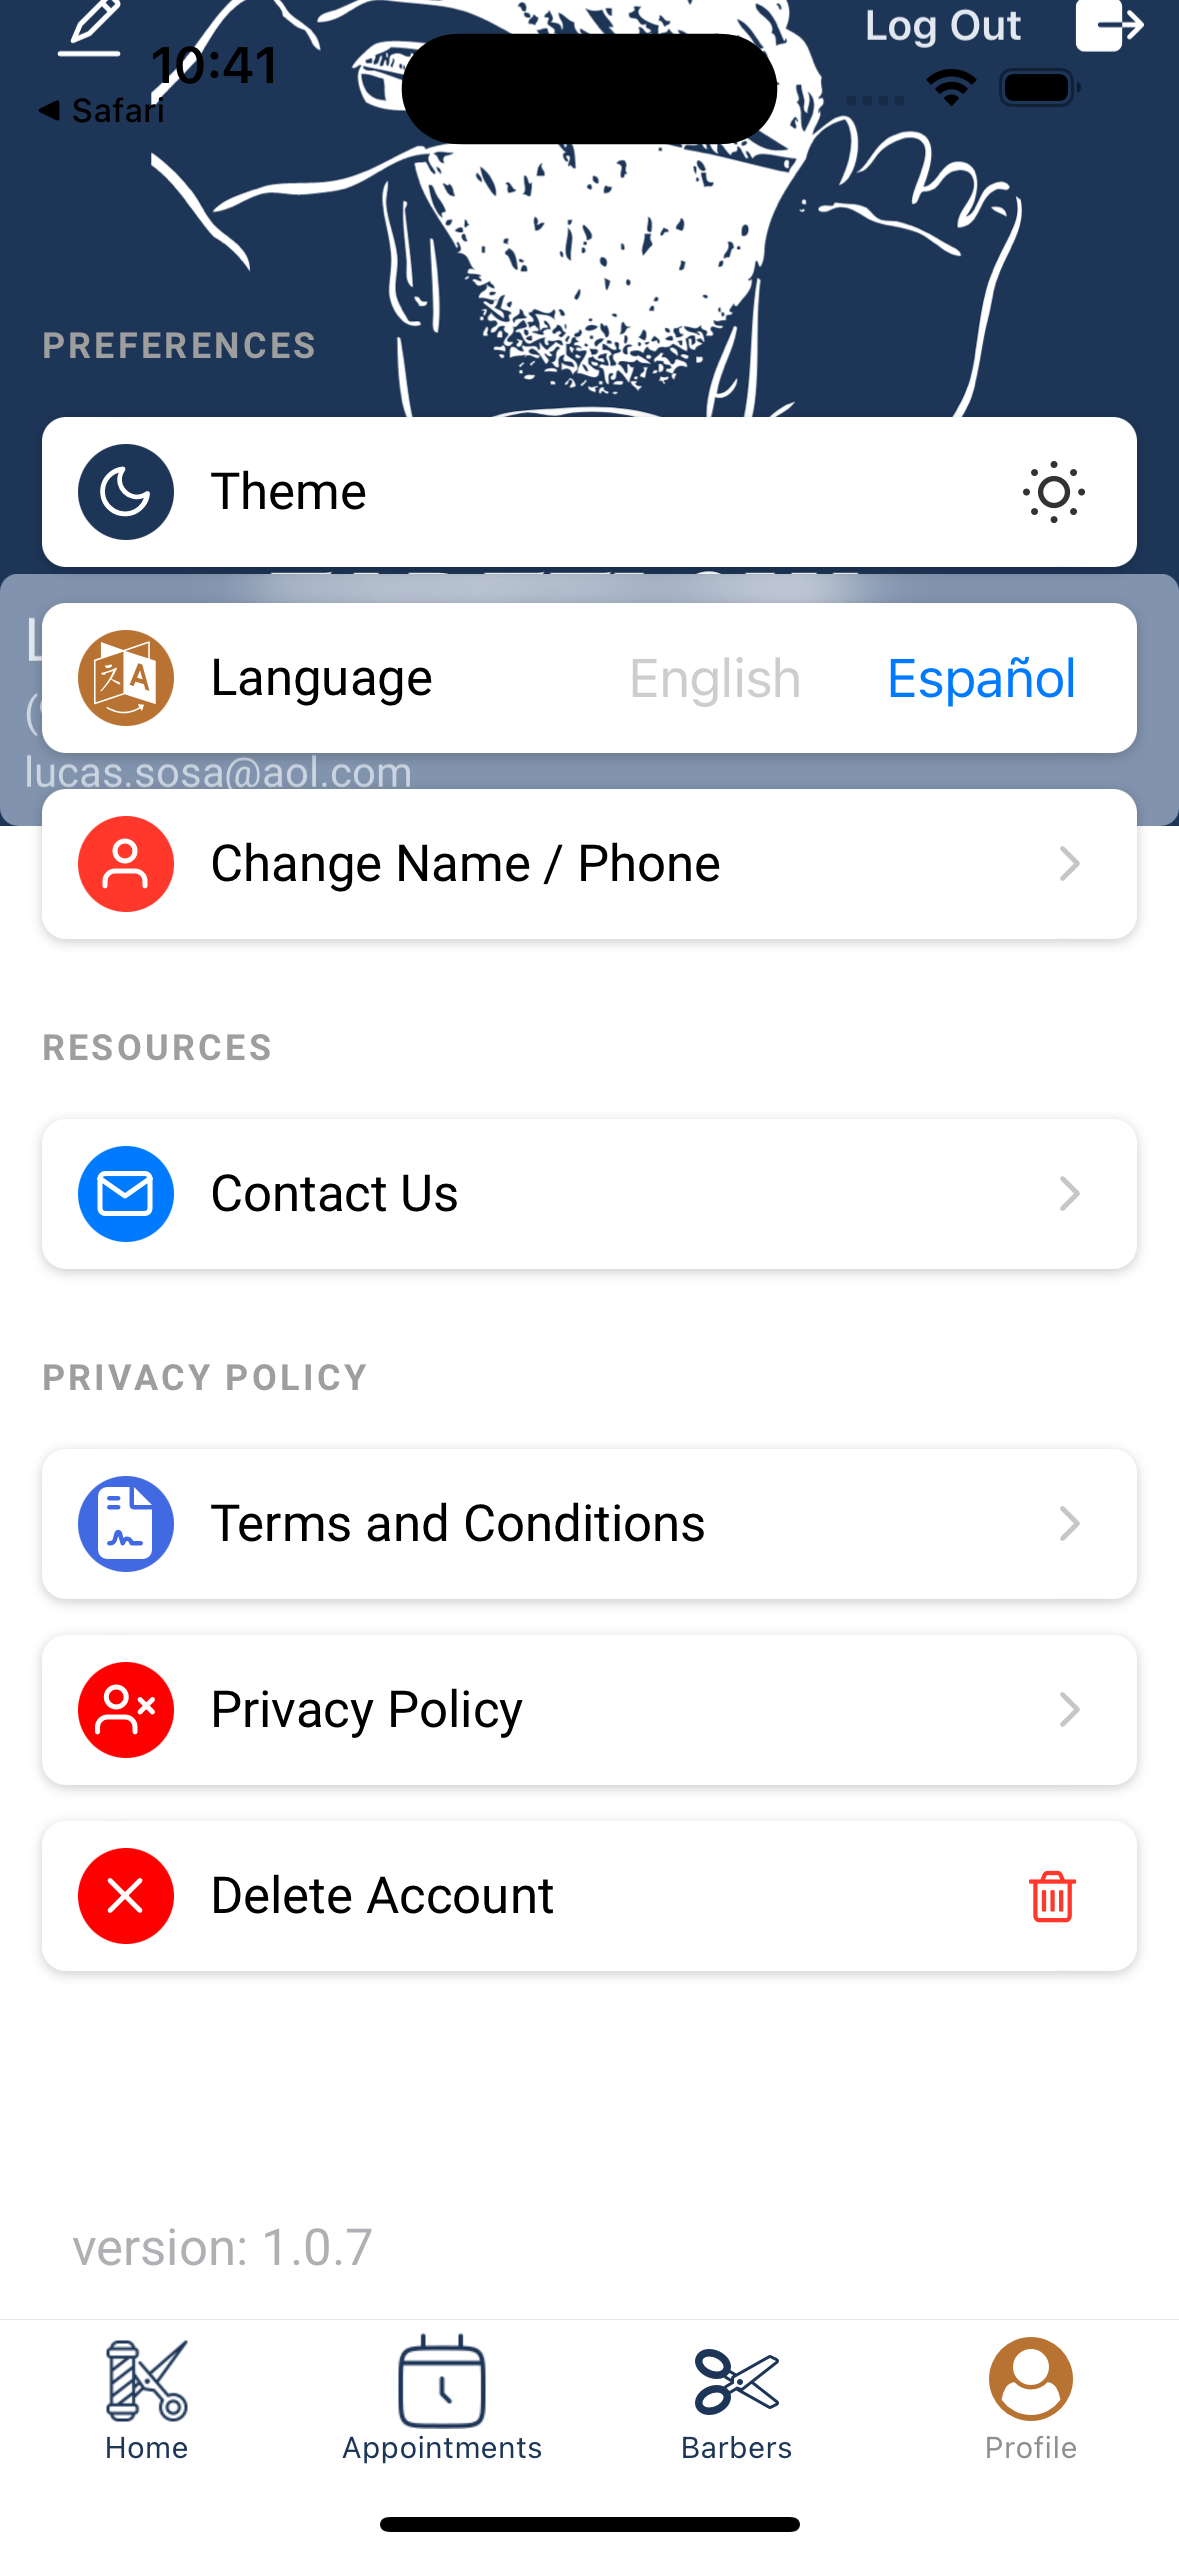 Log Out
10:41
Safari
PREFERENCES
Theme
Language English Español
lucas.sosa@aol.com
Change Name / Phone
RESOURCES
Contact Us
PRIVACY POLICY
Terms and Conditions
Privacy Policy
Delete Account
version: 1.0.7
Home Appointments Barbers Profile